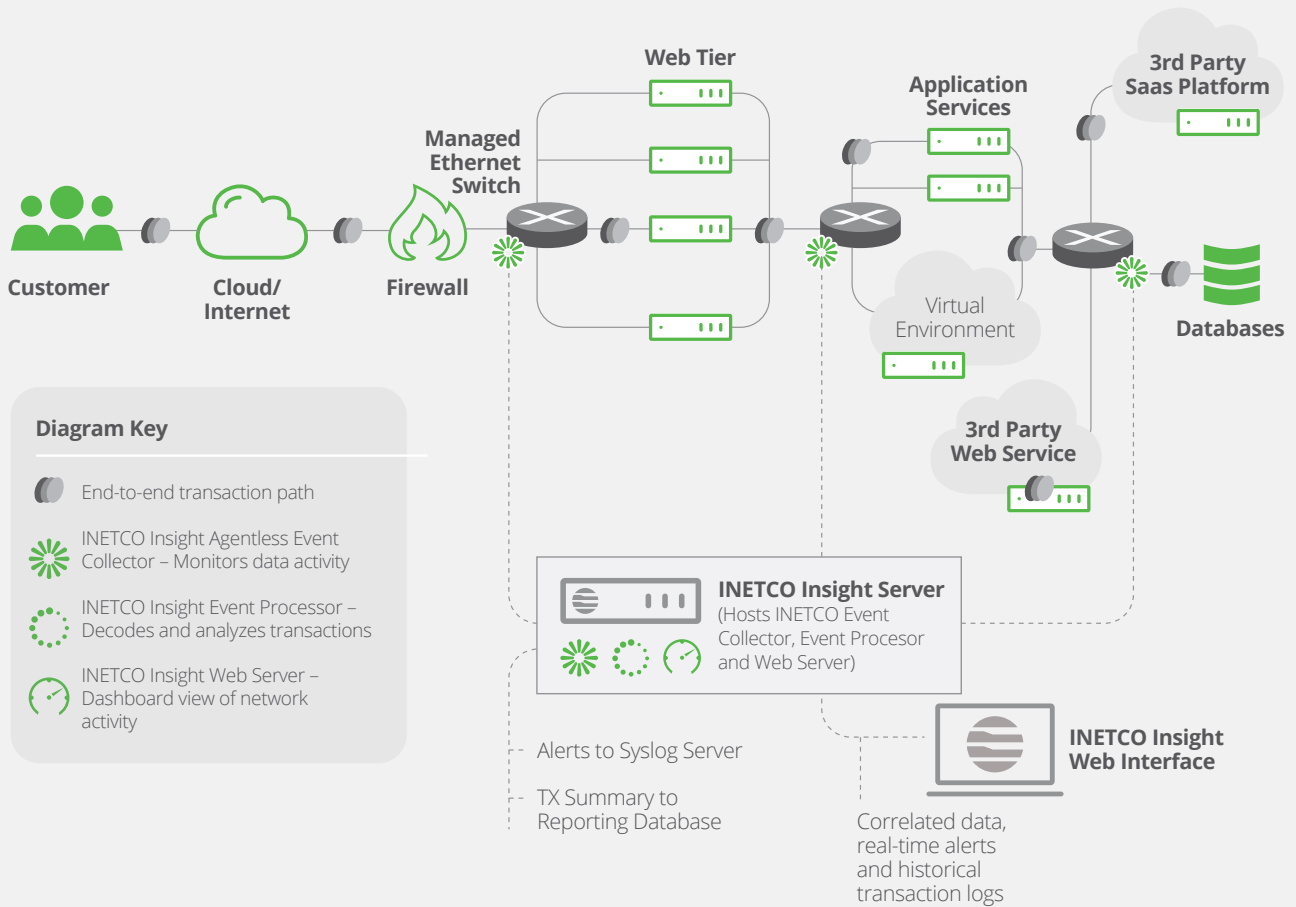 Web Tier
3rd Party
Saas Platform
Application
Services
Managed
Ethernet
Switch
Customer
Cloud/
Internet
Firewall
Virtual
Environment
Databases
3rd Party
Web Service
Diagram Key
End-to-end transaction path
INETCO Insight Agentless Event
Collector – Monitors data activity
INETCO Insight Event Processor –
Decodes and analyzes transactions
INETCO Insight Web Server –
Dashboard view of network
activity
INETCO Insight Server
(Hosts INETCO Event
Collector, Event Procesor
and Web Server)
Alerts to Syslog Server
TX Summary to
Reporting Database
INETCO Insight
Web Interface
Correlated data,
real-time alerts
and historical
transaction logs